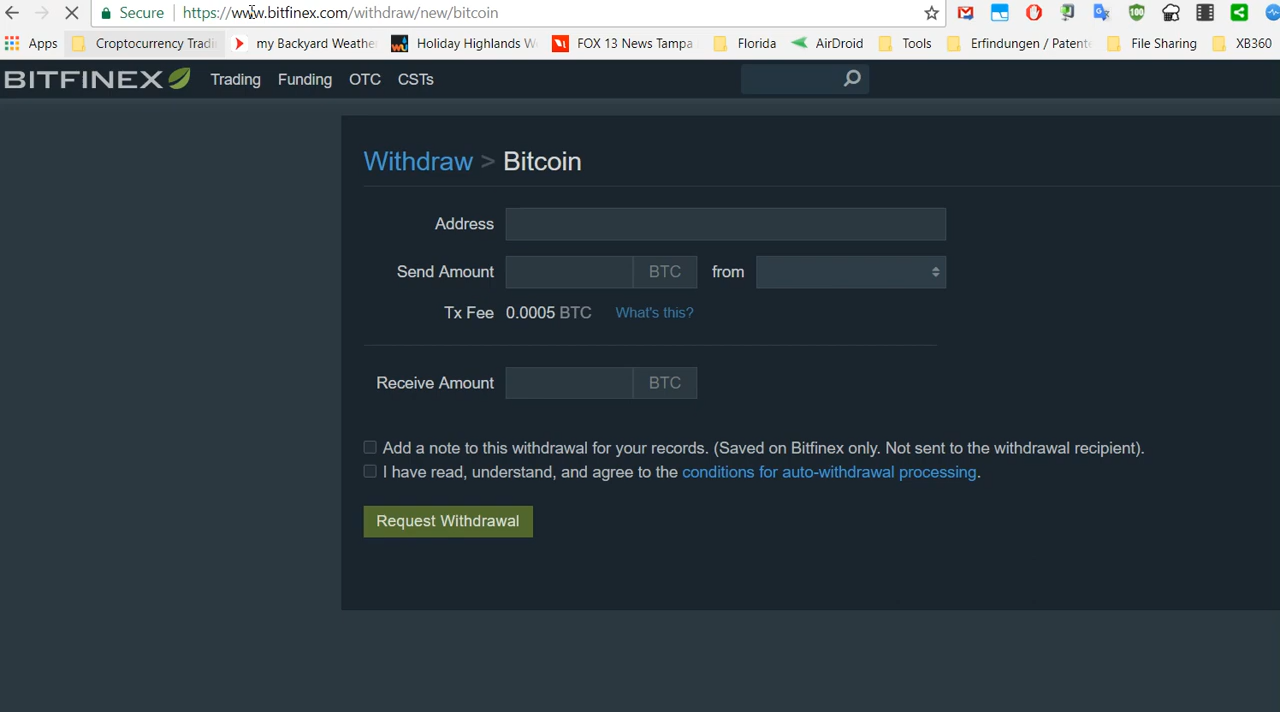 Secure https://www.bitfinex.com/withdraw/new/bitcoin
Apps Croptocurrency Tradi my Backyard Weathe Holiday Highlands W FOX 13 News Tampa Florida AirDroid Tools Erfindungen / Patent File Sharing XB360
BITFINEX Trading Funding OTC CSTs
Withdraw > Bitcoin
Address
Send Amount BTC from
Tx Fee 0.0005 BTC What's this?
Receive Amount BTC
Add a note to this withdrawal for your records. (Saved on Bitfinex only. Not sent to the withdrawal recipient).
I have read, understand, and agree to the conditions for auto-withdrawal processing.
Request Withdrawal